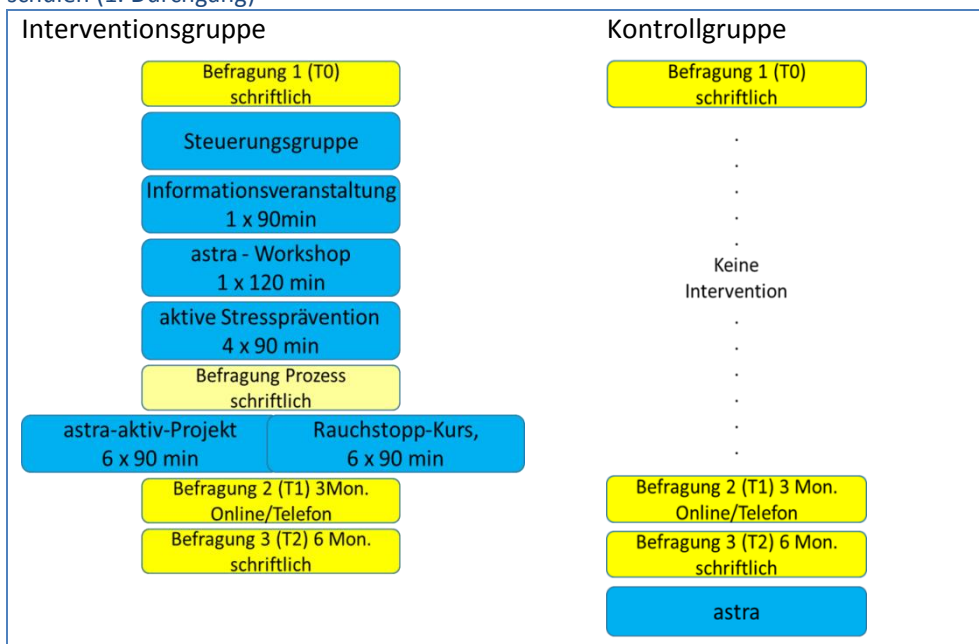 schulen (1. Durchgang)
Interventionsgruppe
Befragung 1 (T0)
schriftlich
Steuerungsgruppe
Informationsveranstaltung
1 x 90min
astra - Workshop
1 x 120 min
aktive Stressprävention
4 x 90 min
Befragung Prozess
schriftlich
astra-aktiv-Projekt
6 x 90 min
Rauchstopp-Kurs,
6 x 90 min
Befragung 2 (T1) 3Mon.
Online/Telefon
Befragung 3 (T2) 6 Mon.
schriftlich
Kontrollgruppe
Befragung 1 (T0)
schriftlich
.
.
.
.
.
Keine
Intervention
.
.
.
.
.
.
Befragung 2 (T1) 3 Mon.
Online/Telefon
Befragung 3 (T2) 6 Mon.
schriftlich
astra